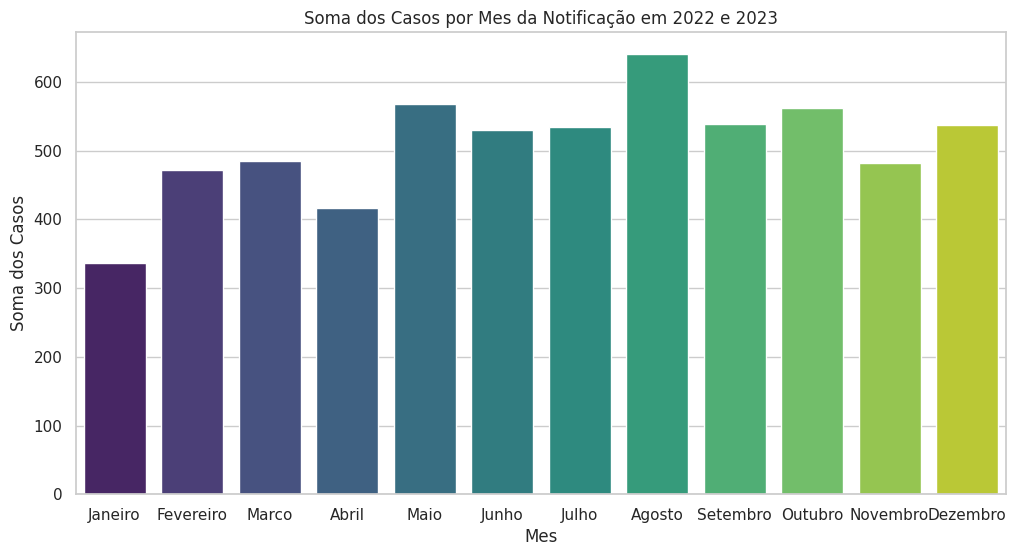 Soma dos Casos por Mes da Notificação em 2022 e 2023
Soma dos Casos
600
500
400
300
200
100
0
Janeiro Fevereiro Marco Abril Maio Junho Julho Agosto Setembro Outubro Novembro Dezembro
Mes